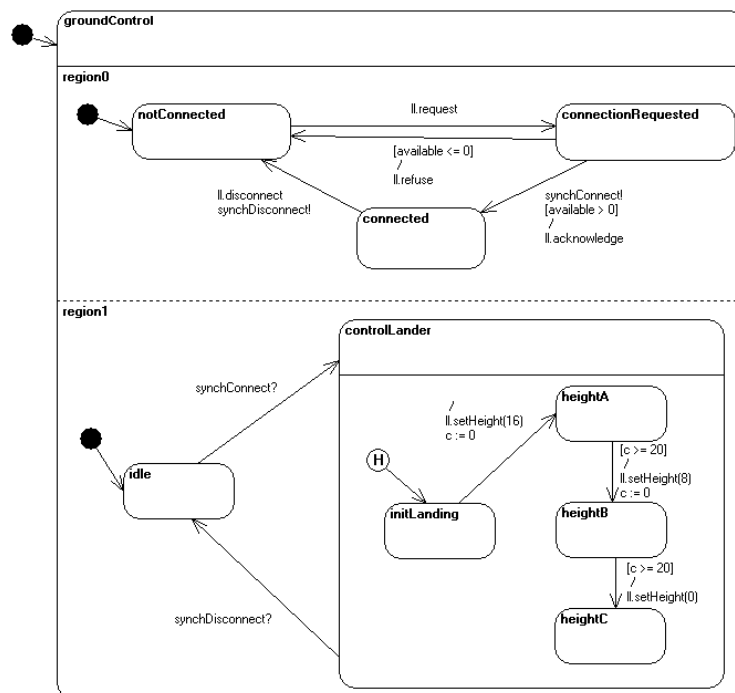 groundControl
region0
notConnected
ll.request
connectionRequested
[available <= 0]
/
ll.refuse
ll.disconnect
synchDisconnect!
connected
synchConnect!
[available > 0]
/
ll.acknowledge
region1
controlLander
synchConnect?
/
ll.setHeight(16)
c := 0
heightA
H
[c >= 20]
/
ll.setHeight(8)
c := 0
idle
initLanding
heightB
[c >= 20]
/
ll.setHeight(0)
synchDisconnect?
heightC